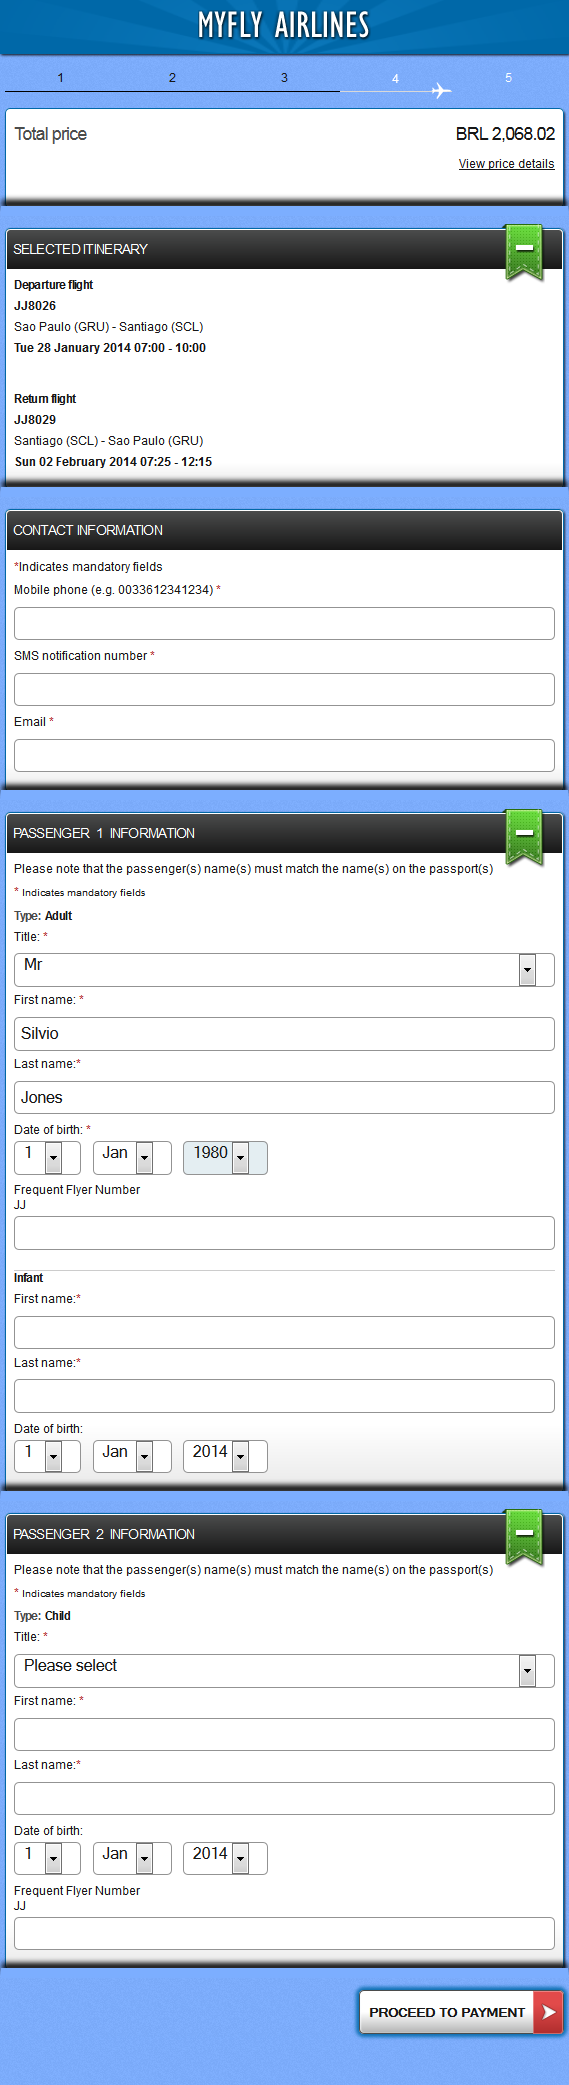 MYFLY AIRLINES
1 2 3 4 5
Total price BRL 2,068.02
View price details
SELECTED ITINERARY
Departure flight
JJ8026
Sao Paulo (GRU) - Santiago (SCL)
Tue 28 January 2014 07:00 - 10:00
Return flight
JJ8029
Santiago (SCL) - Sao Paulo (GRU)
Sun 02 February 2014 07:25 - 12:15
CONTACT INFORMATION
*Indicates mandatory fields
Mobile phone (e.g. 0033612341234) *
SMS notification number *
Email *
PASSENGER 1 INFORMATION
Please note that the passenger(s) name(s) must match the name(s) on the passport(s)
* Indicates mandatory fields
Type: Adult
Title: *
Mr
First name: *
Silvio
Last name:*
Jones
Date of birth: *
1 Jan 1980
Frequent Flyer Number
JJ
Infant
First name:*
Last name:*
Date of birth:
1 Jan 2014
PASSENGER 2 INFORMATION
Please note that the passenger(s) name(s) must match the name(s) on the passport(s)
* Indicates mandatory fields
Type: Child
Title: *
Please select
First name: *
Last name:*
Date of birth:
1 Jan 2014
Frequent Flyer Number
JJ
PROCEED TO PAYMENT